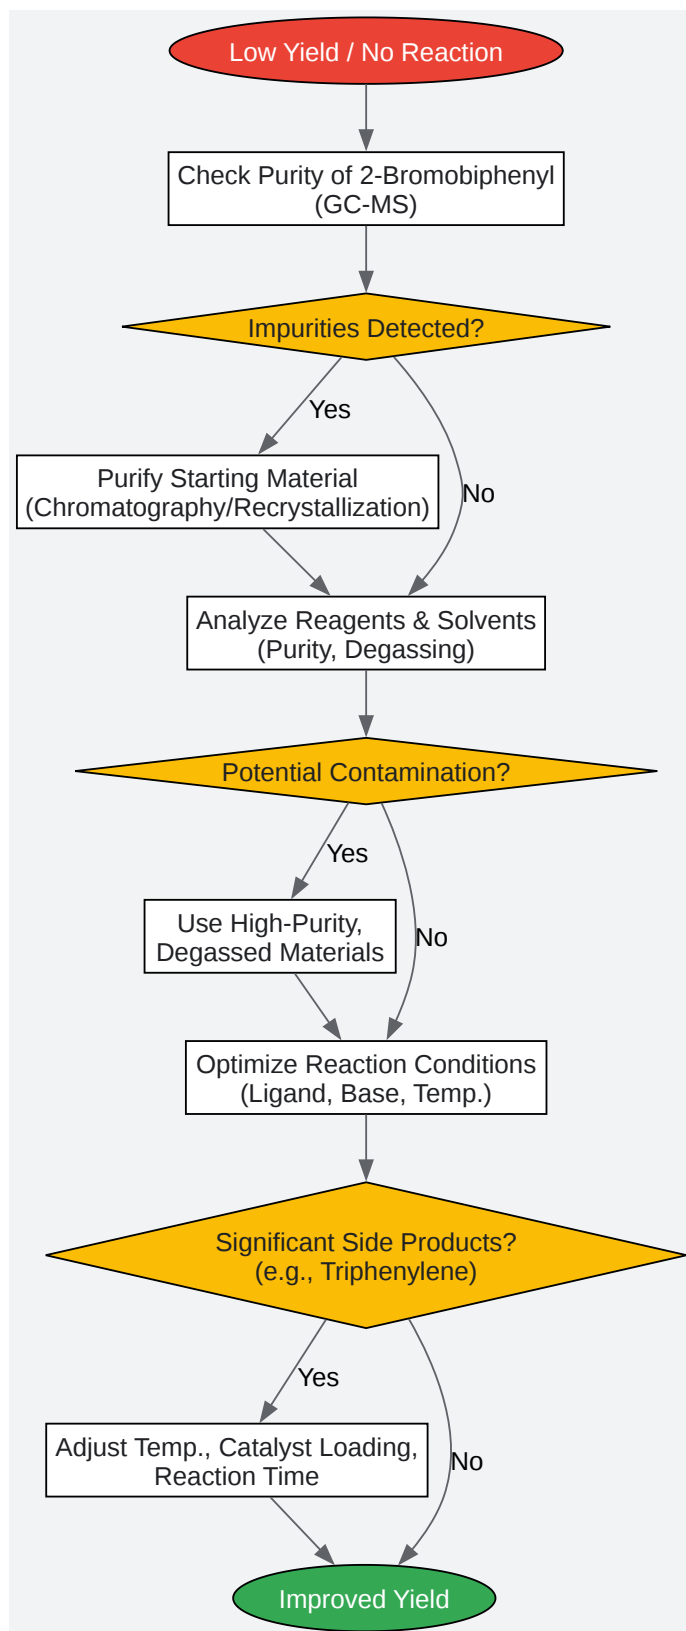 Low Yield / No Reaction
Check Purity of 2-Bromobiphenyl
(GC-MS)
Impurities Detected?
Yes
Purify Starting Material
(Chromatography/Recrystallization)
No
Analyze Reagents & Solvents
(Purity, Degassing)
Potential Contamination?
Yes
Use High-Purity,
Degassed Materials
No
Optimize Reaction Conditions
(Ligand, Base, Temp.)
Significant Side Products?
(e.g., Triphenylene)
Yes
Adjust Temp., Catalyst Loading,
Reaction Time
No
Improved Yield